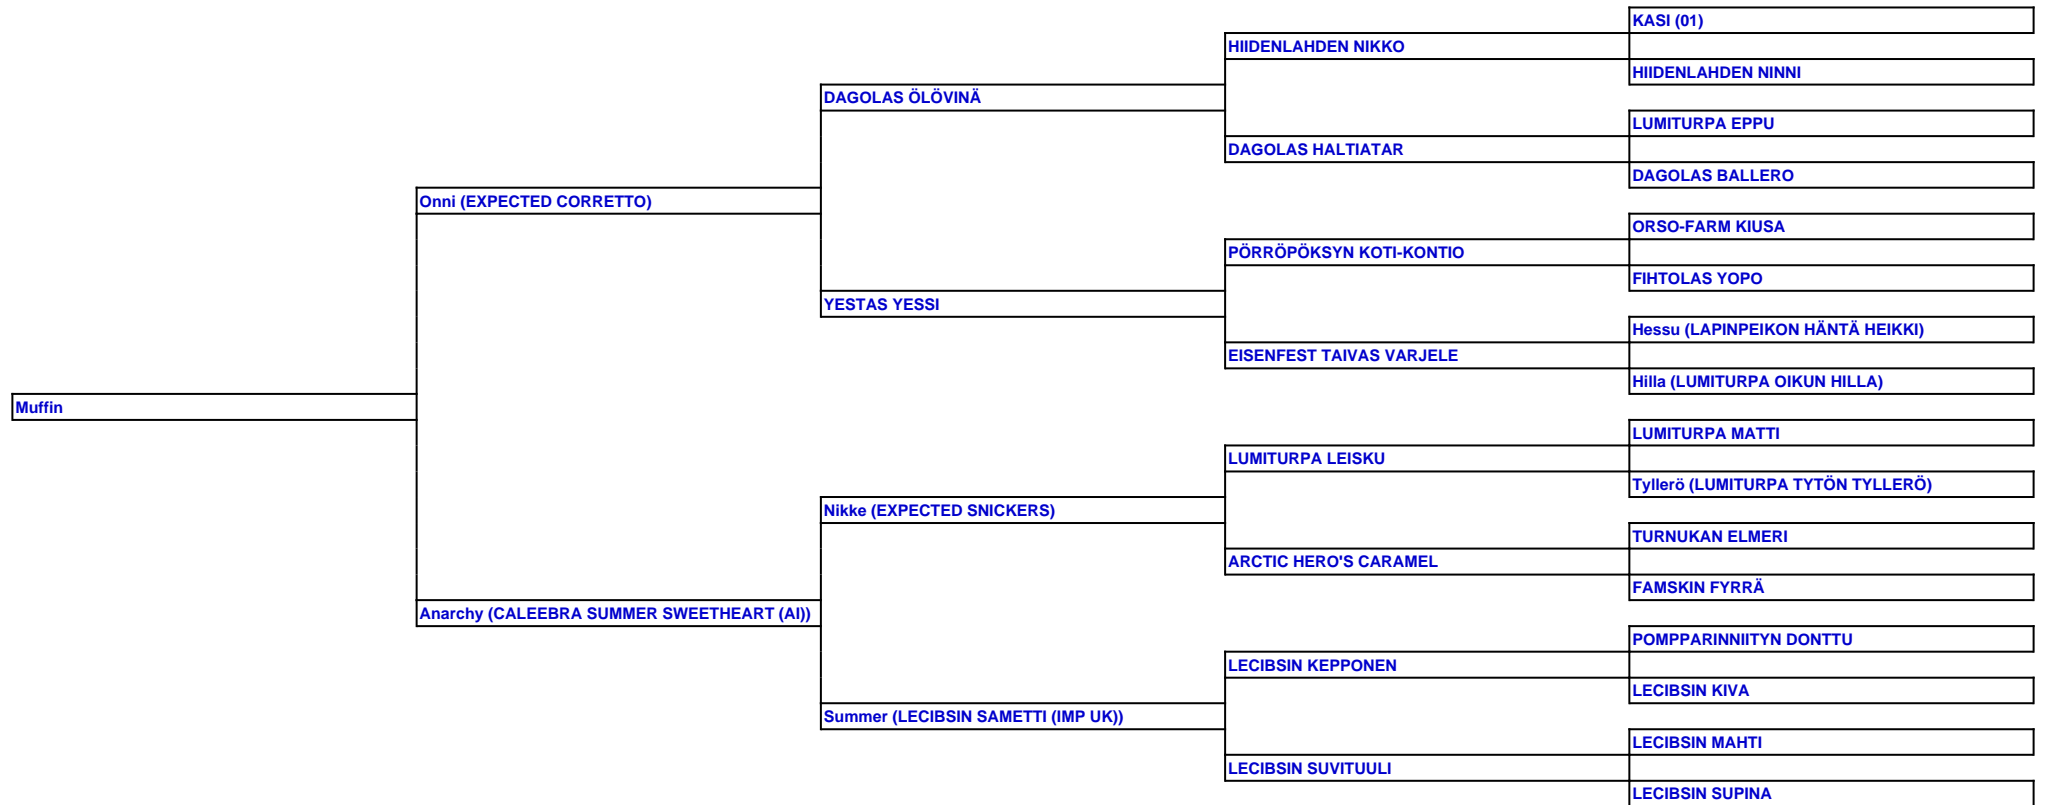 KASI (01)
HIIDENLAHDEN NIKKO
HIIDENLAHDEN NINNI
DAGOLAS ÖLÖVINÄ
LUMITURPA EPPU
DAGOLAS HALTIATAR
DAGOLAS BALLERO
Onni (EXPECTED CORRETTO)
ORSO-FARM KIUSA
PÖRRÖPÖKSYN KOTI-KONTIO
FIHTOLAS YOPO
YESTAS YESSI
Hessu (LAPINPEIKON HÄNTÄ HEIKKI)
EISENFEST TAIVAS VARJELE
Hilla (LUMITURPA OIKUN HILLA)
Muffin
LUMITURPA MATTI
LUMITURPA LEISKU
Tyllerö (LUMITURPA TYTÖN TYLLERÖ)
Nikke (EXPECTED SNICKERS)
TURNUKAN ELMERI
ARCTIC HERO'S CARAMEL
FAMSKIN FYRRÄ
Anarchy (CALEEBRA SUMMER SWEETHEART (AI))
POMPPARINNIITYN DONTTU
LECIBSIN KEPPONEN
LECIBSIN KIVA
Summer (LECIBSIN SAMETTI (IMP UK))
LECIBSIN MAHTI
LECIBSIN SUVITUULI
LECIBSIN SUPINA